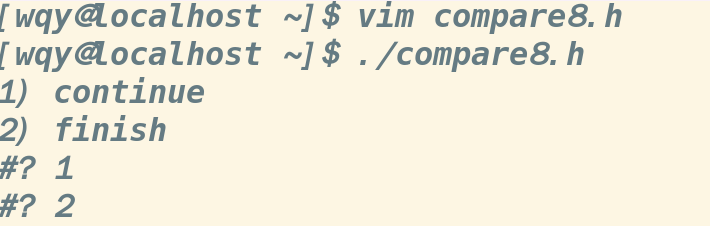 [wqy@localhost ~]$ vim compare8.h
[wqy@localhost ~]$ ./compare8.h
1) continue
2) finish
#? 1
#? 2